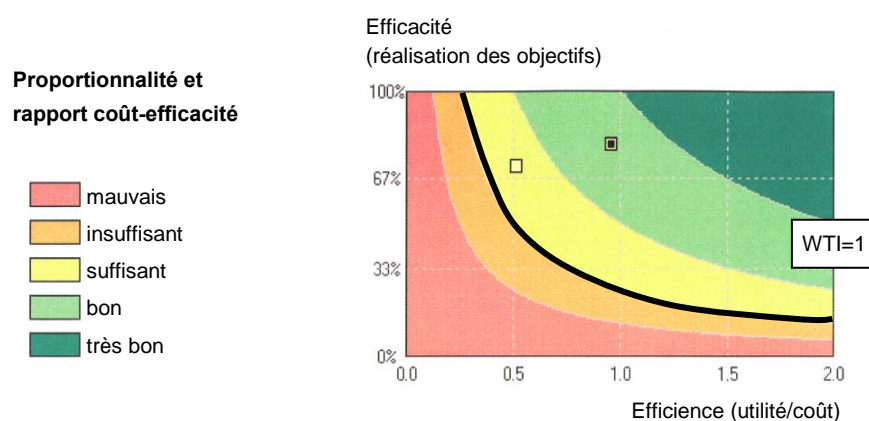 Efficacité
(réalisation des objectifs)
Proportionnalité et
rapport coût-efficacité
mauvais
insuffisant
suffisant
bon
très bon
100%
67%
33%
0%
WTI=1
0.0 0.5 1.0 1.5 2.0
Efficience (utilité/coût)